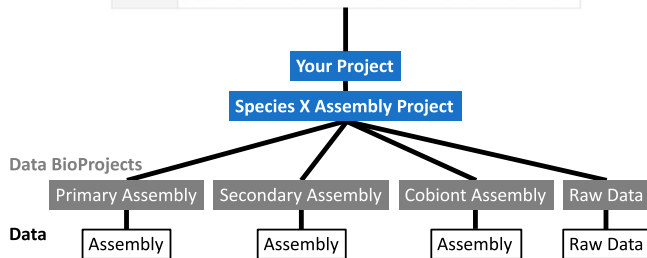 Your Project
Species X Assembly Project
Data BioProjects
Primary Assembly Secondary Assembly Cobiont Assembly Raw Data
Data
Assembly Assembly Assembly Raw Data